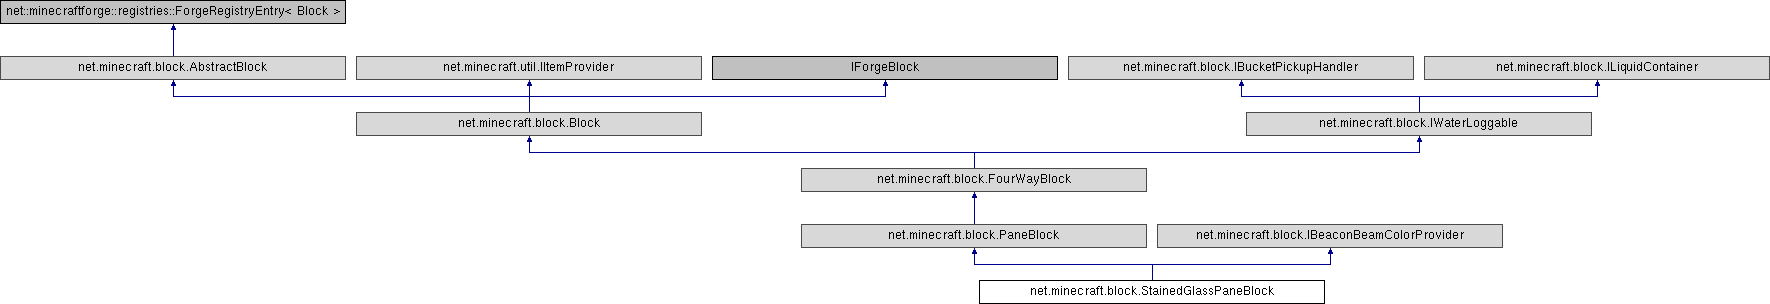 net::minecraftforge::registries::ForgeRegistryEntry< Block >
net.minecraft.block.AbstractBlock
net.minecraft.util.IItemProvider
IForgeBlock
net.minecraft.block.IBucketPickupHandler
net.minecraft.block.ILiquidContainer
net.minecraft.block.Block
net.minecraft.block.IWaterLoggable
net.minecraft.block.FourWayBlock
net.minecraft.block.PaneBlock
net.minecraft.block.IBeaconBeamColorProvider
net.minecraft.block.StainedGlassPaneBlock